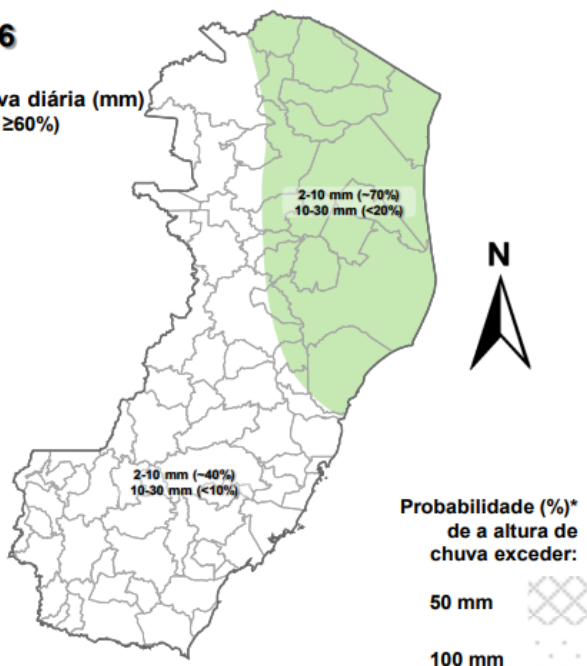 6
va diária (mm)
≥60%)
2-10 mm (~70%)
10-30 mm (<20%)
N
2-10 mm (~40%)
10-30 mm (<10%)
Probabilidade (%)*
de a altura de
chuva exceder:
50 mm
100 mm